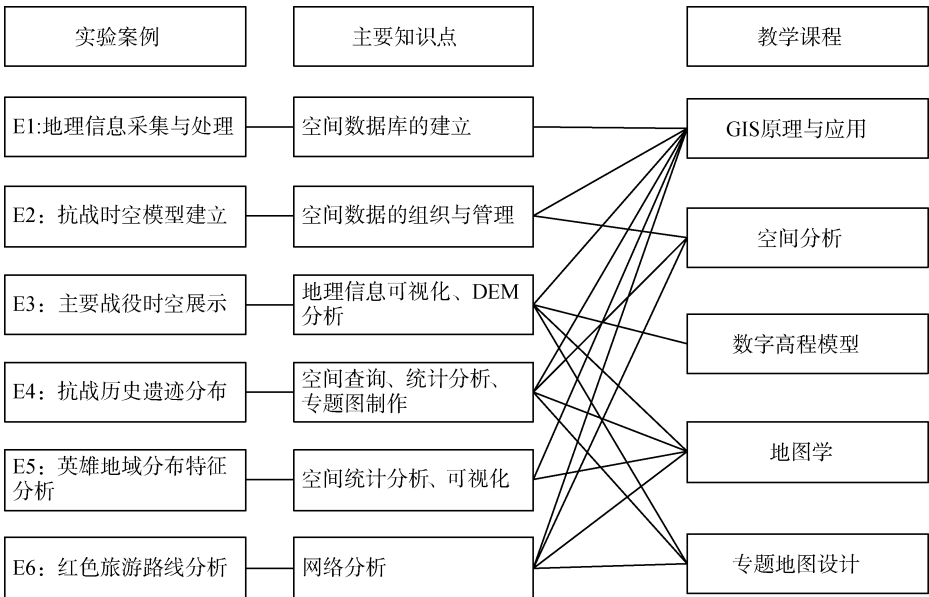 实验案例
主要知识点
教学课程
E1:地理信息采集与处理
空间数据库的建立
GIS原理与应用
E2：抗战时空模型建立
空间数据的组织与管理
空间分析
E3：主要战役时空展示
地理信息可视化、DEM
分析
数字高程模型
E4：抗战历史遗迹分布
空间查询、统计分析、
专题图制作
地图学
E5：英雄地域分布特征
分析
空间统计分析、可视化
E6：红色旅游路线分析
网络分析
专题地图设计